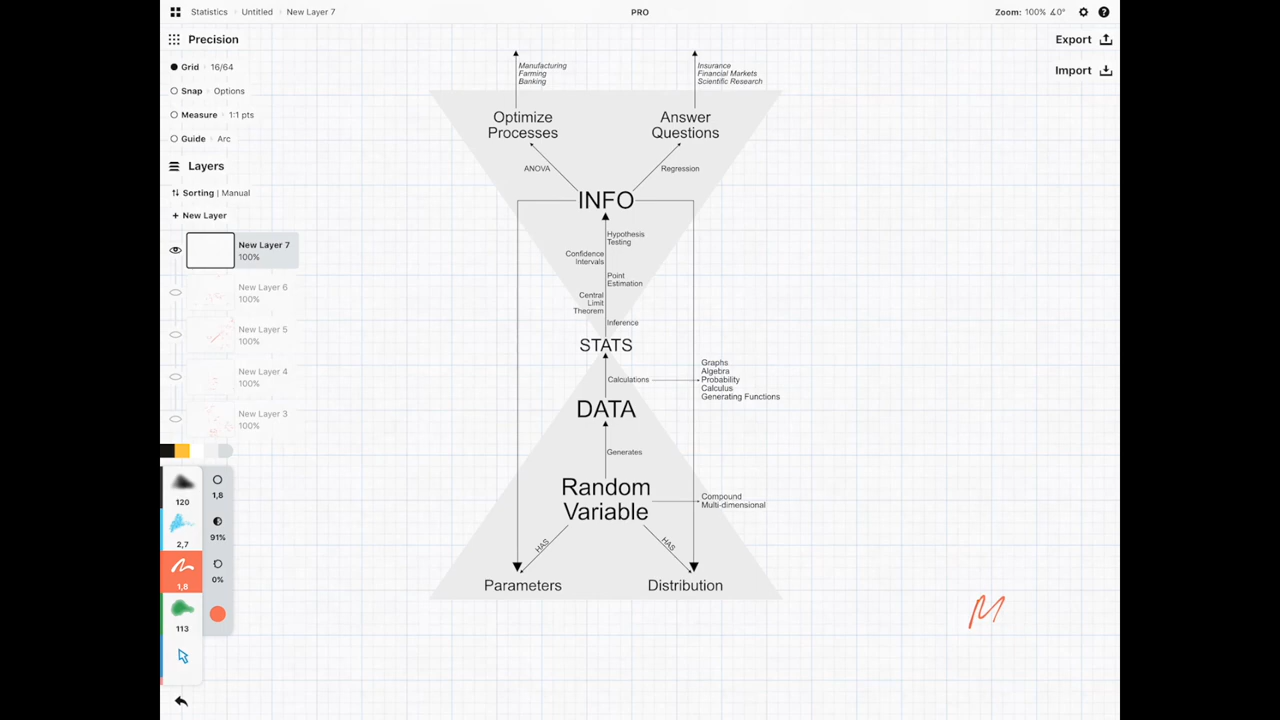 Statistics > Untitled > New Layer 7
PRO
Zoom: 100% ∡0°
Precision
Grid > 16/64
Snap > Options
Measure > 1:1 pts
Guide > Arc
Layers
Sorting | Manual
+ New Layer
New Layer 7
100%
New Layer 6
100%
New Layer 5
100%
New Layer 4
100%
New Layer 3
100%
120
2,7
1,8
113
1,8
91%
0%
Export
Import
Manufacturing
Farming
Banking
Insurance
Financial Markets
Scientific Research
Optimize
Processes
Answer
Questions
ANOVA
Regression
INFO
Hypothesis
Testing
Confidence
Intervals
Point
Estimation
Central
Limit
Theorem
Inference
STATS
Calculations
Graphs
Algebra
Probability
Calculus
Generating Functions
DATA
Generates
Random
Variable
Compound
Multi-dimensional
HAS
HAS
Parameters
Distribution
M